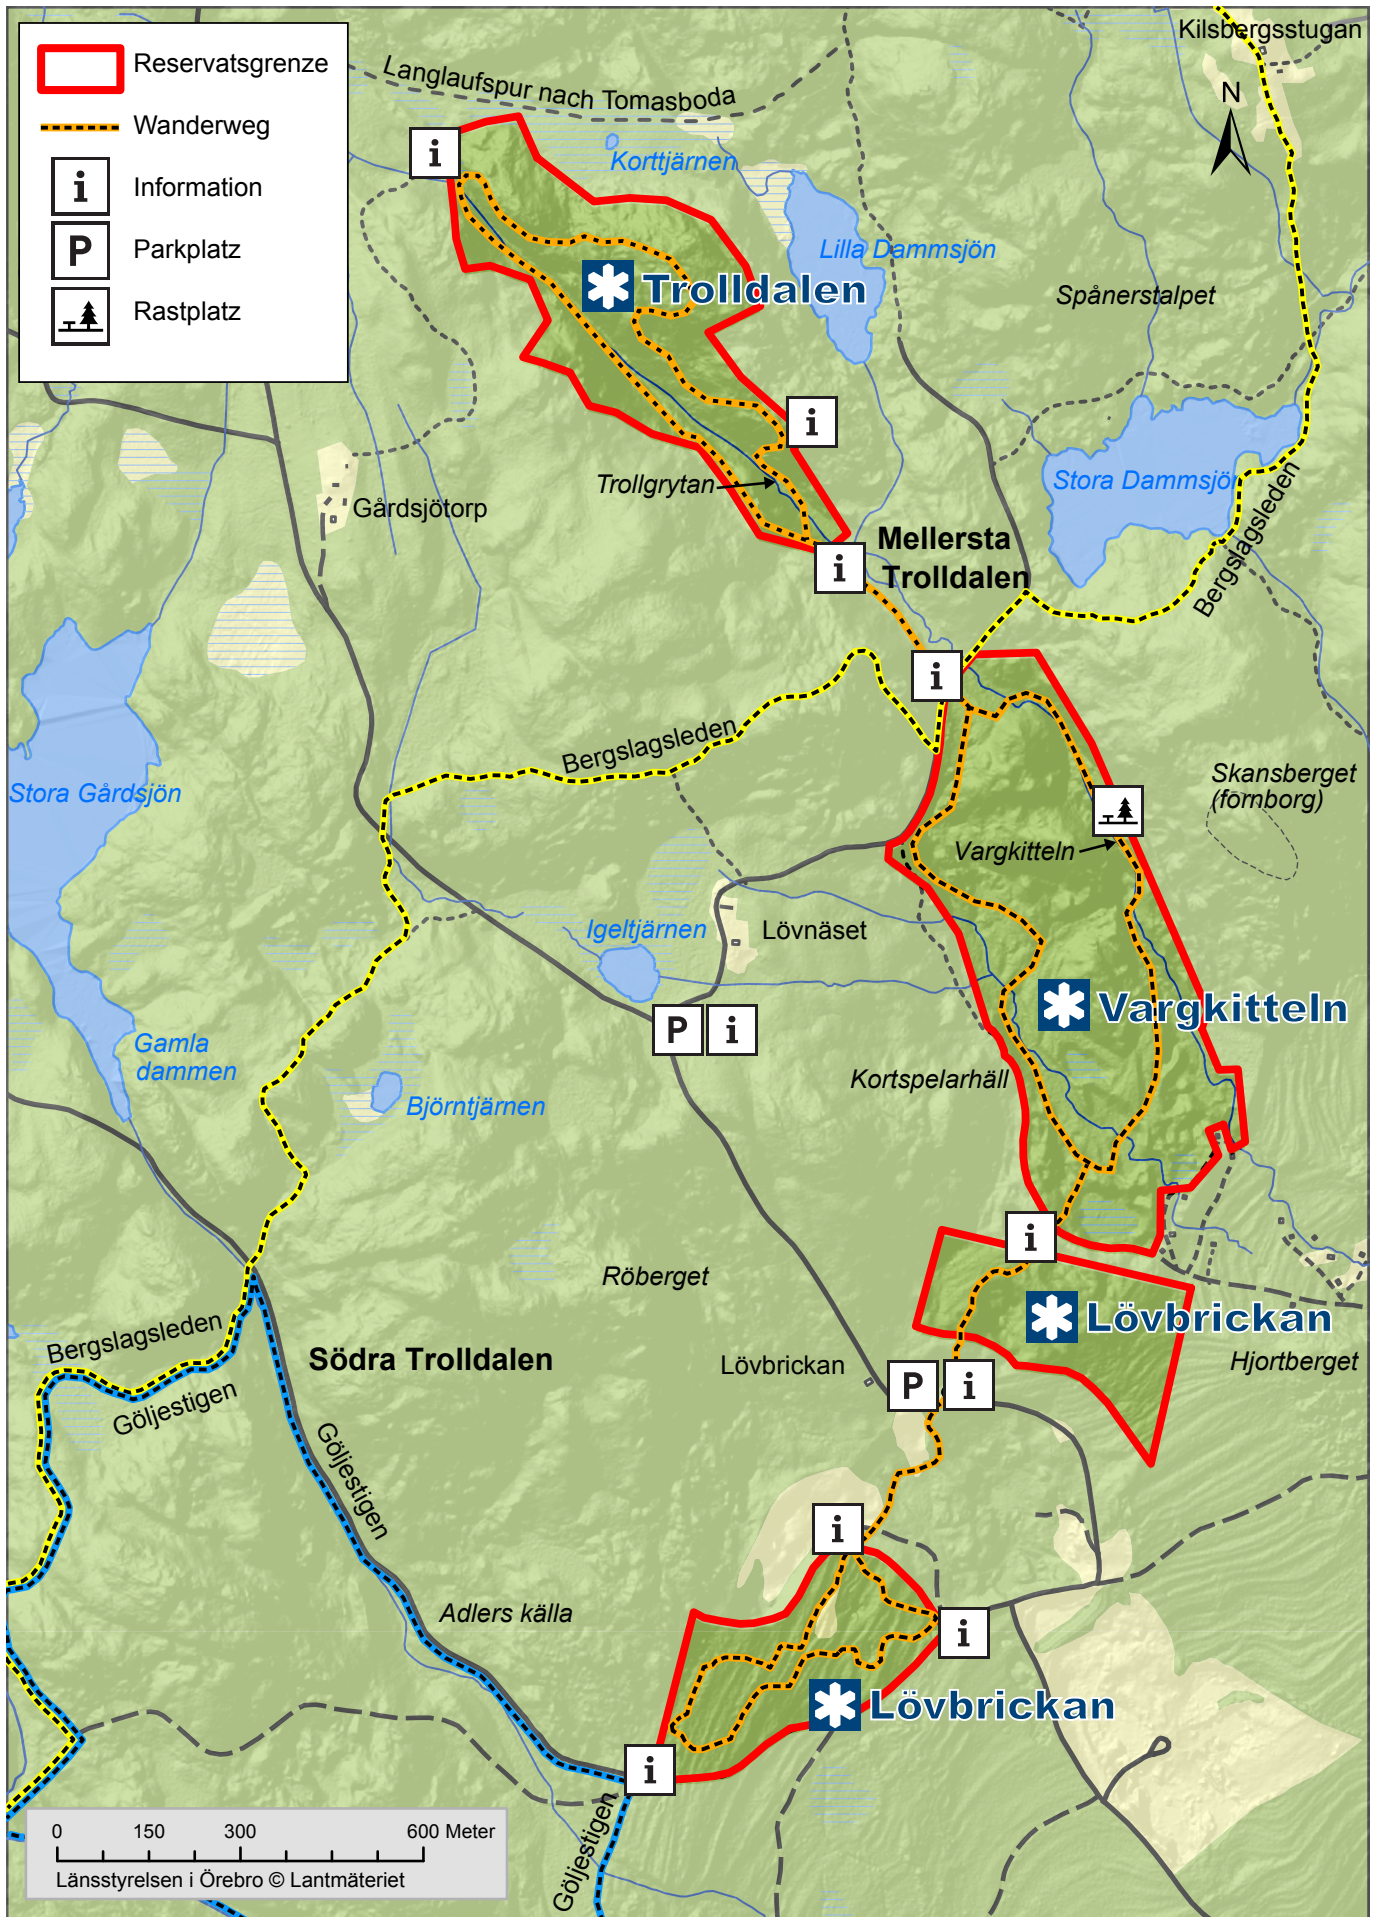 Reservatsgrenze
Wanderweg
i Information
P Parkplatz
Rastplatz
Kilsbergsstugan
N
Langlaufspur nach Tomasboda
i
Korttjärnen
Lilla Dammsjön
Trolldalen
Spånerstalpet
i
Trollgrytan
Stora Dammsjön
Bergslagsleden
Gårdsjötorp
Mellersta
Trolldalen
i
i
Bergslagsleden
Stora Gårdsjön
Skansberget
(fornborg)
Vargkitteln
Igeltjärnen
Lövnäset
Vargkitteln
P i
Gamla
dammen
Björntjärnen
Kortspelarhäll
i
Röberget
Lövbrickan
Bergslagsleden
Göljestigen
Södra Trolldalen
Lövbrickan
Hjortberget
P i
Göljestigen
i
Adlers källa
i
Lövbrickan
i
Göljestigen
0 150 300 600 Meter
Länsstyrelsen i Örebro © Lantmäteriet